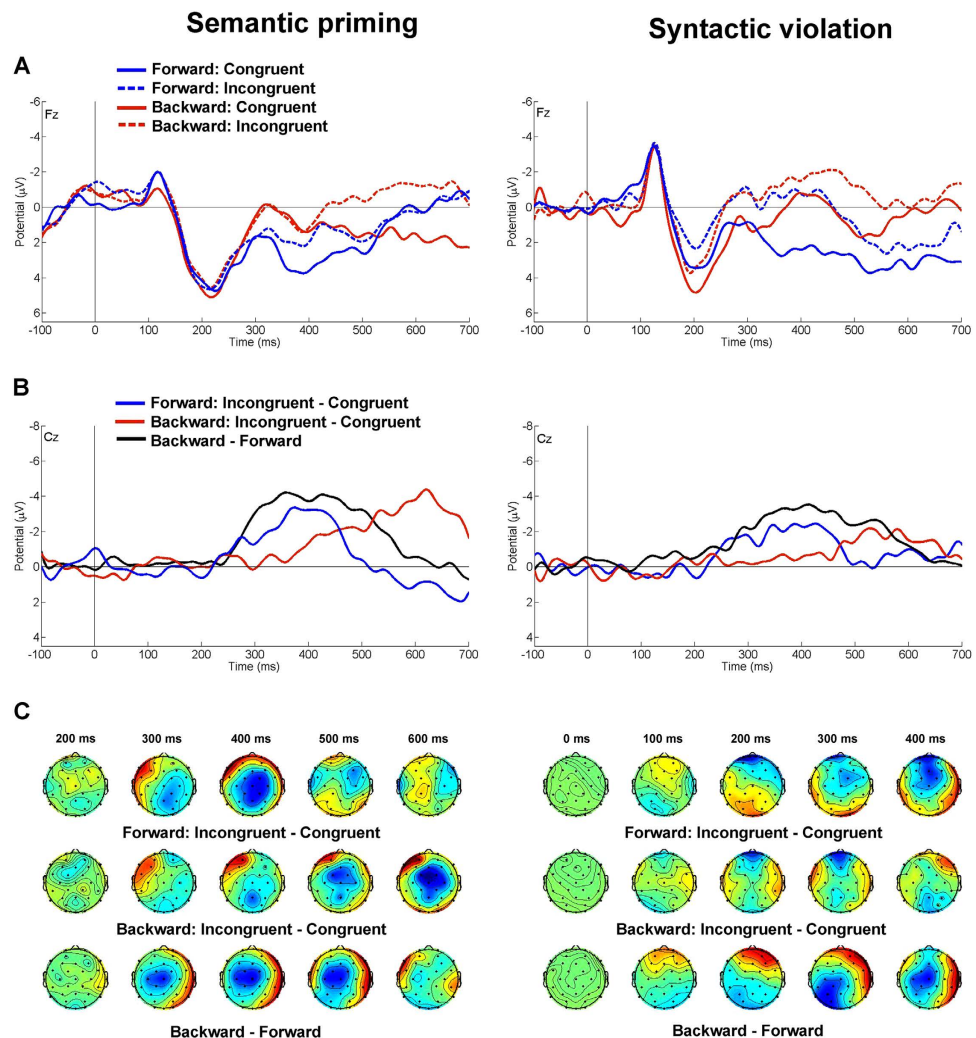 Semantic priming
Syntactic violation
A
Forward: Congruent
Forward: Incongruent
Backward: Congruent
Backward: Incongruent
Fz
-6
-4
-2
0
2
4
6
Potential (µV)
-100 0 100 200 300 400 500 600 700
Time (ms)
Fz
-6
-4
-2
0
2
4
6
Potential (µV)
-100 0 100 200 300 400 500 600 700
Time (ms)
B
Forward: Incongruent - Congruent
Backward: Incongruent - Congruent
Backward - Forward
Cz
-8
-6
-4
-2
0
2
4
Potential (µV)
-100 0 100 200 300 400 500 600 700
Time (ms)
Cz
-8
-6
-4
-2
0
2
4
Potential (µV)
-100 0 100 200 300 400 500 600 700
Time (ms)
C
200 ms 300 ms 400 ms 500 ms 600 ms
Forward: Incongruent - Congruent
Backward: Incongruent - Congruent
Backward - Forward
0 ms 100 ms 200 ms 300 ms 400 ms
Forward: Incongruent - Congruent
Backward: Incongruent - Congruent
Backward - Forward